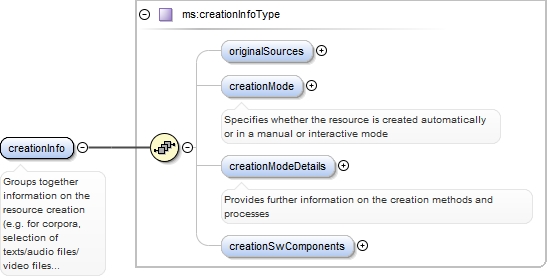 ms:creationInfoType
originalSources
creationMode
Specifies whether the resource is created automatically
or in a manual or interactive mode
creationInfo
creationModeDetails
Groups together
information on the
resource creation
(e.g. for corpora,
selection of
texts/audio files/
video files...
Provides further information on the creation methods and
processes
creationSwComponents